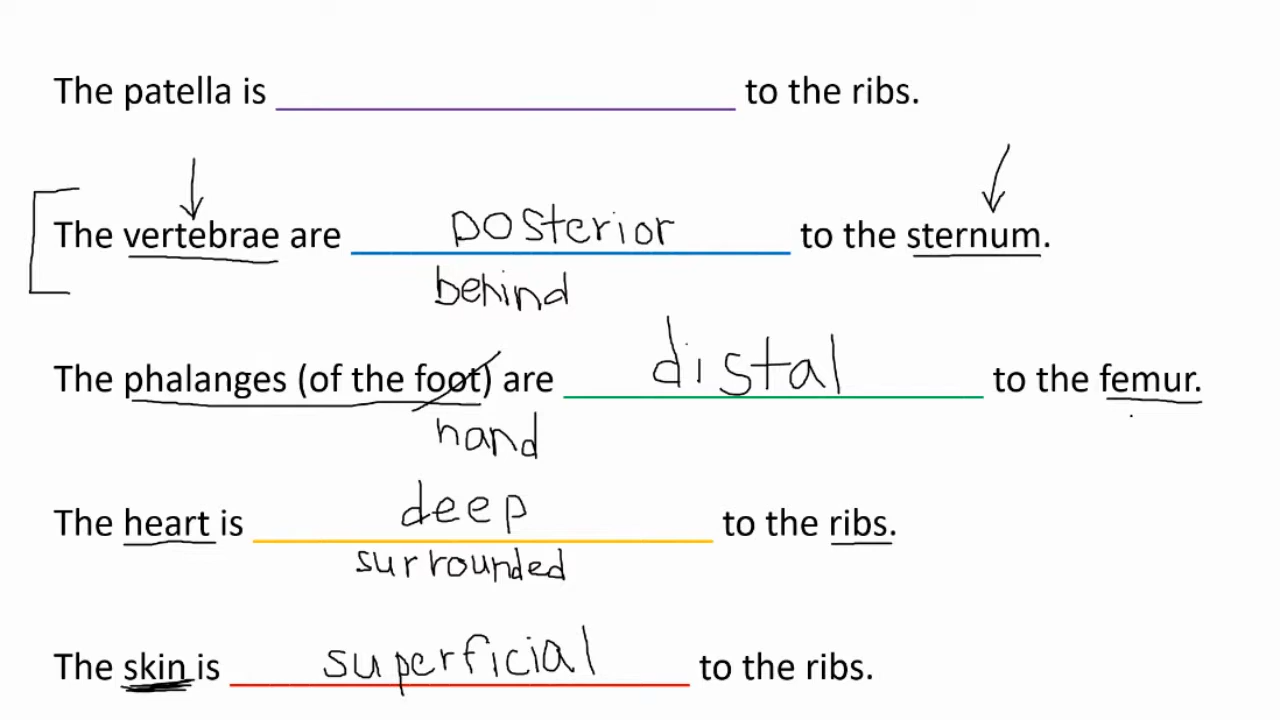 The patella is ____ to the ribs.
The vertebrae are posterior to the sternum.
behind
The phalanges (of the foot) are distal to the femur.
hand
The heart is deep to the ribs.
surrounded
The skin is superficial to the ribs.